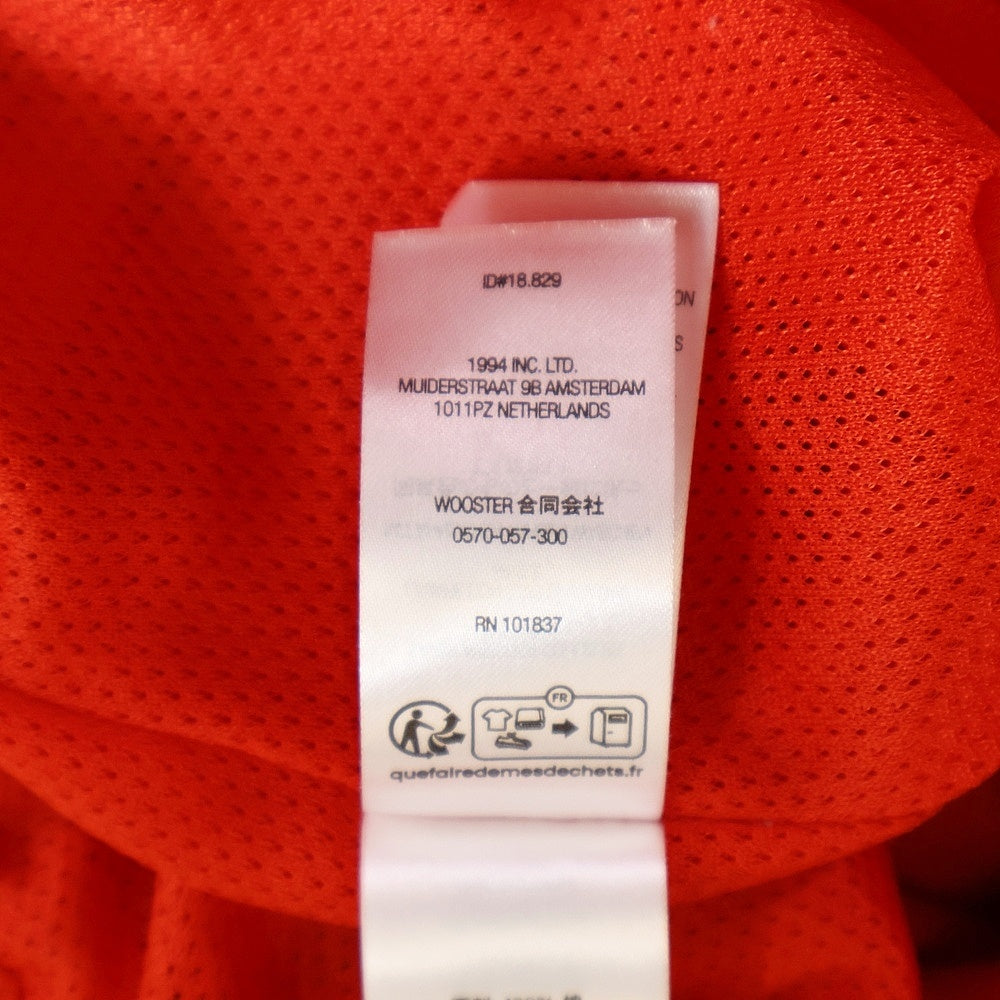 ID#18.829
1994 INC. LTD.
MUIDERSTRAAT 9B AMSTERDAM
1011PZ NETHERLANDS
WOOSTER 合同会社
0570-057-300
RN 101837
FR
quefairedemesdechets.fr
ON
S